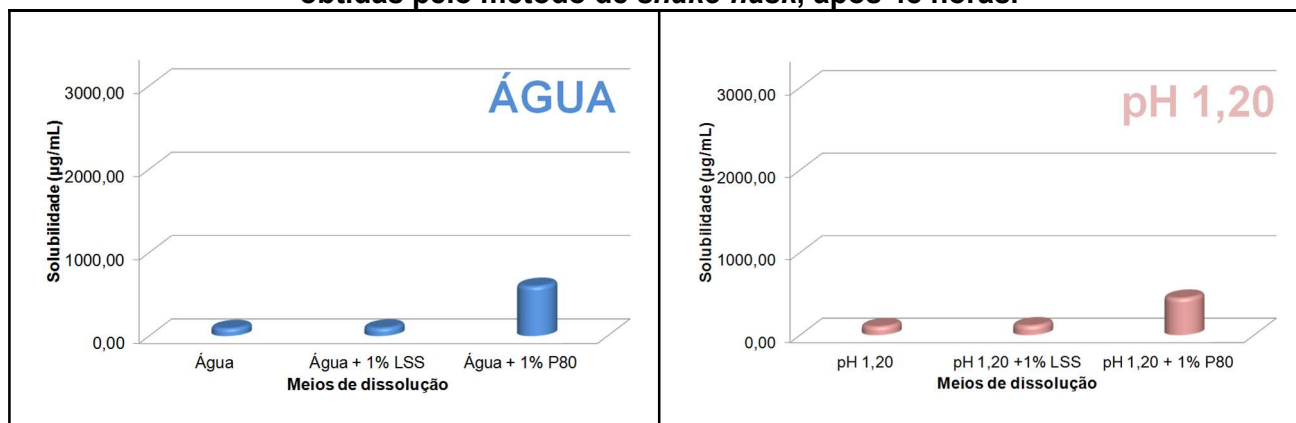 obtidas pelo método de shake-flask, após 48 horas.
ÁGUA
3000,00
2000,00
1000,00
0,00
Solubilidade (µg/mL)
Água
Água + 1% LSS
Água + 1% P80
Meios de dissolução
pH 1,20
3000,00
2000,00
1000,00
0,00
Solubilidade (µg/mL)
pH 1,20
pH 1,20 +1% LSS
pH 1,20 + 1% P80
Meios de dissolução